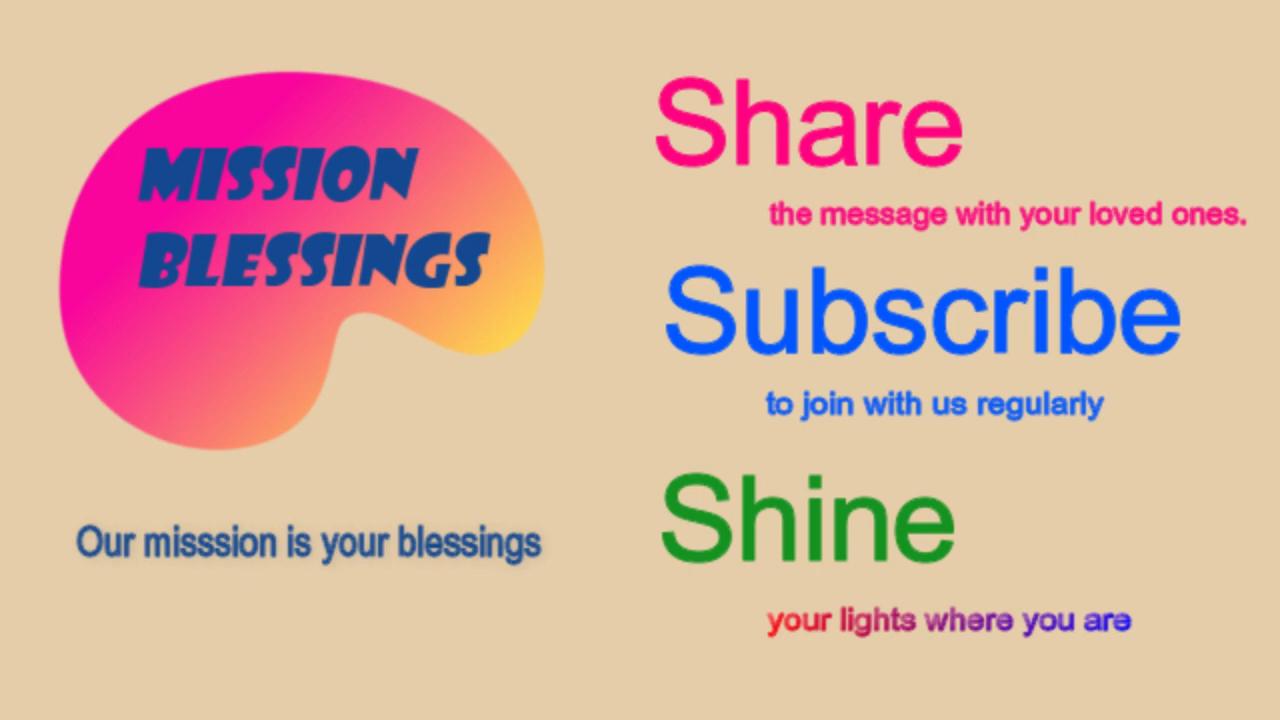 MISSION
BLESSINGS
Our misssion is your blessings
Share
the message with your loved ones.
Subscribe
to join with us regularly
Shine
your lights where you are